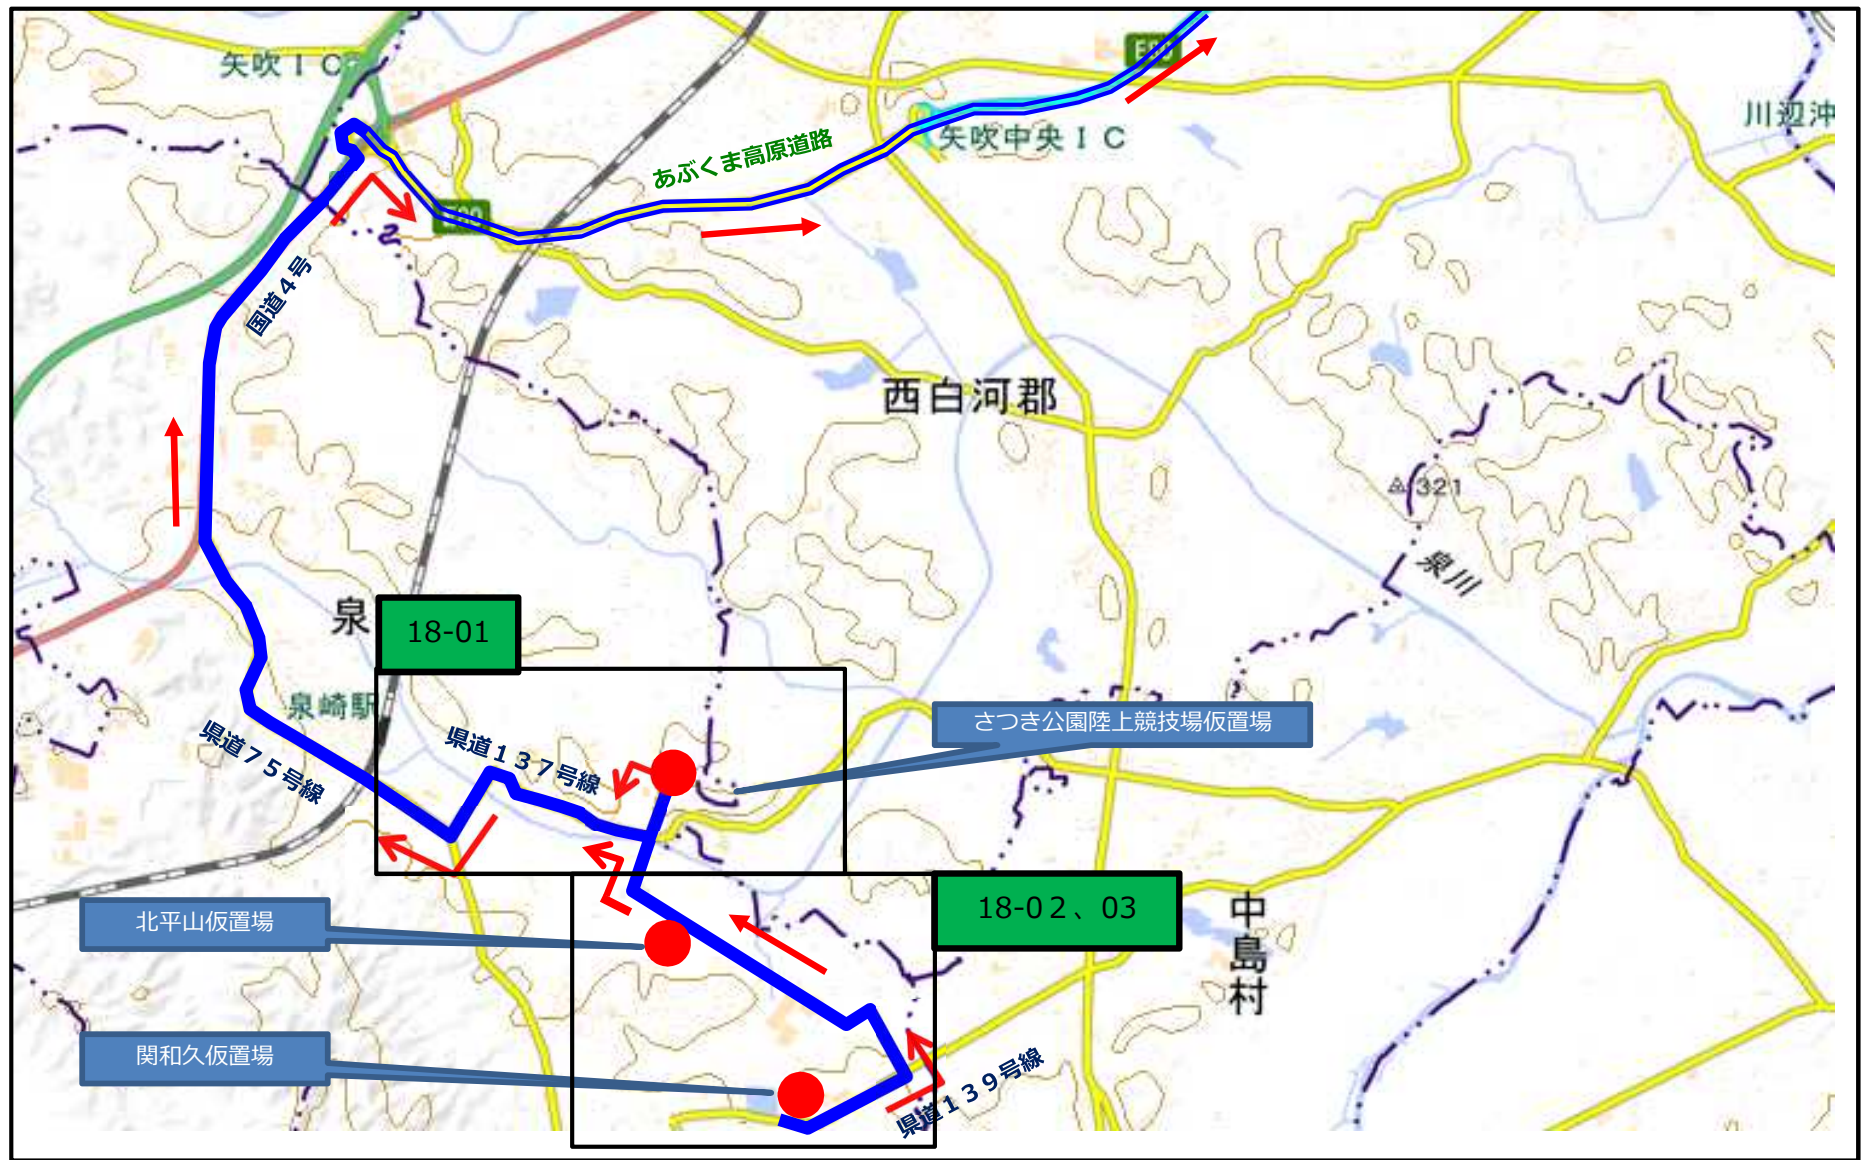 矢吹ＩＣ
川辺沖
矢吹中央ＩＣ
あぶくま高原道路
国道４号
西白河郡
321
泉川
泉
18-01
泉崎駅
さつき公園陸上競技場仮置場
県道７５号線
県道１３７号線
18-0２、03
中島村
北平山仮置場
関和久仮置場
県道１３９号線